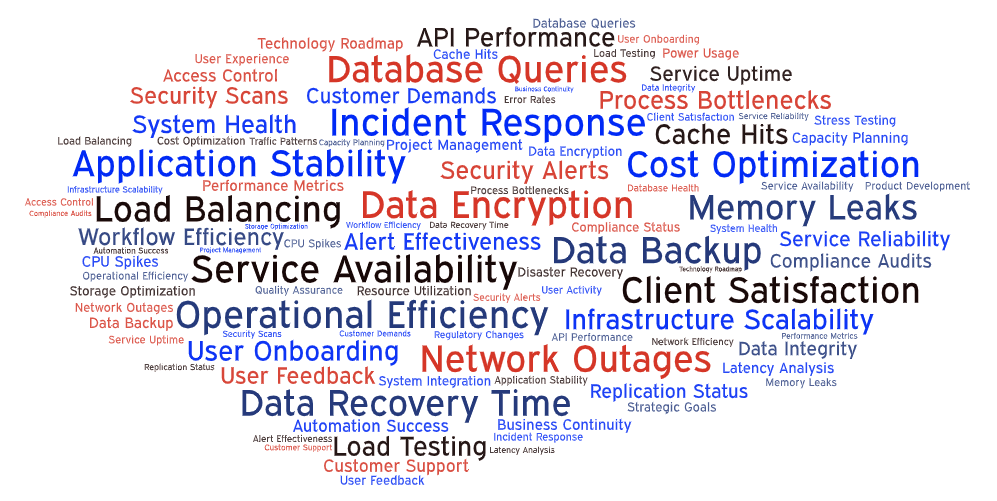 Database Queries
Technology Roadmap
API Performance
User Onboarding
User Experience
Cache Hits
Load Testing
Power Usage
Access Control
Database Queries
Service Uptime
Security Scans
Customer Demands
Business Continuity
Error Rates
Data Integrity
Process Bottlenecks
System Health
Incident Response
Client Satisfaction
Service Reliability
Stress Testing
Load Balancing
Cost Optimization
Traffic Patterns
Capacity Planning
Project Management
Data Encryption
Cache Hits
Capacity Planning
Application Stability
Security Alerts
Cost Optimization
Infrastructure Scalability
Performance Metrics
Process Bottlenecks
Database Health
Service Availability
Product Development
Access Control
Compliance Audits
Load Balancing
Data Encryption
Memory Leaks
Storage Optimization
Workflow Efficiency
Data Recovery Time
Compliance Status
System Health
Workflow Efficiency
CPU Spikes
Alert Effectiveness
Data Backup
Service Reliability
Automation Success
Project Management
CPU Spikes
Service Availability
Disaster Recovery
Technology Roadmap
Compliance Audits
Operational Efficiency
Storage Optimization
Quality Assurance
Resource Utilization
Security Alerts
User Activity
Client Satisfaction
Network Outages
Data Backup
Operational Efficiency
Infrastructure Scalability
Service Uptime
Security Scans
Customer Demands
Regulatory Changes
API Performance
Network Efficiency
Performance Metrics
User Onboarding
Network Outages
Data Integrity
Replication Status
User Feedback
System Integration
Application Stability
Latency Analysis
Memory Leaks
Data Recovery Time
Replication Status
Strategic Goals
Automation Success
Business Continuity
Alert Effectiveness
Customer Support
Load Testing
Incident Response
Latency Analysis
Customer Support
User Feedback